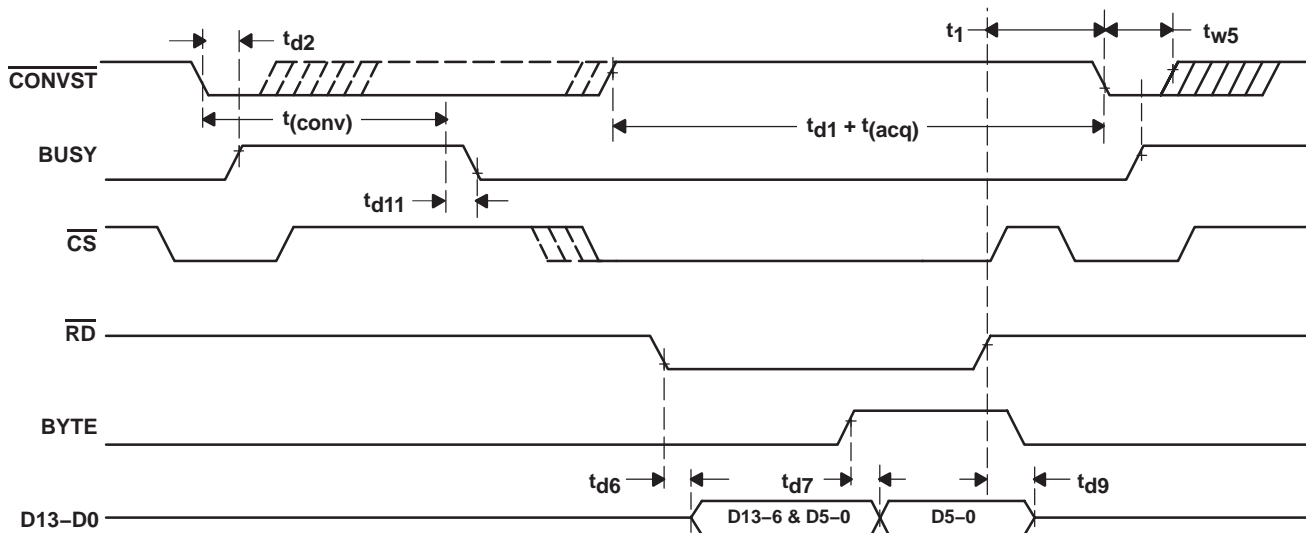 td2
t1
tw5
CONVST
t(conv)
td1 + t(acq)
BUSY
td11
CS
RD
BYTE
td6
td7
td9
D13–D0
D13–6 & D5–0
D5–0